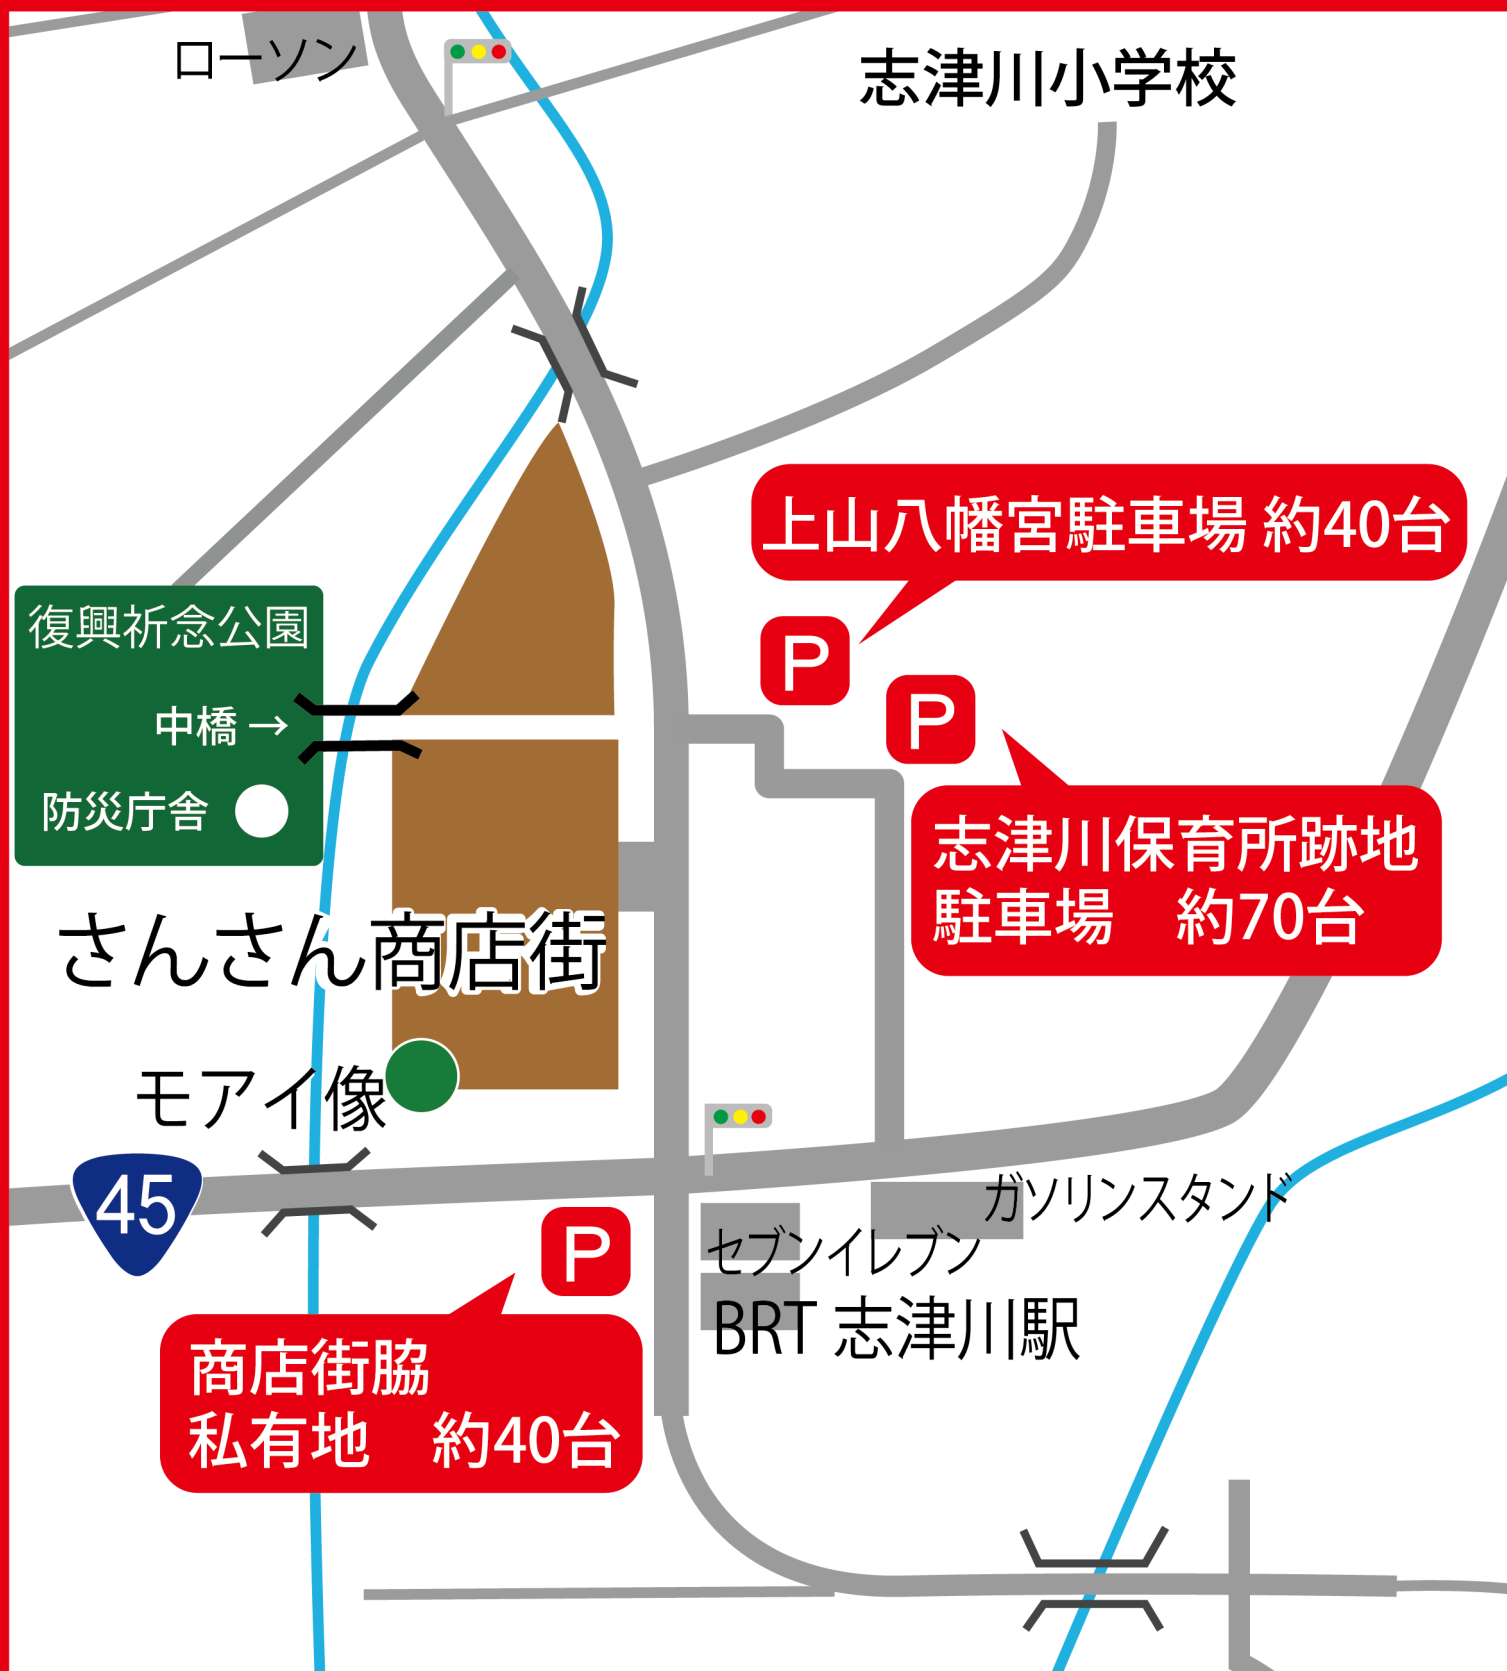 ローソン
志津川小学校
上山八幡宮駐車場 約40台
P
復興祈念公園
P
中橋→
防災庁舎
志津川保育所跡地
駐車場　約70台
さんさん商店街
モアイ像
45
ガソリンスタンド
P
セブンイレブン
BRT 志津川駅
商店街脇
私有地　約40台